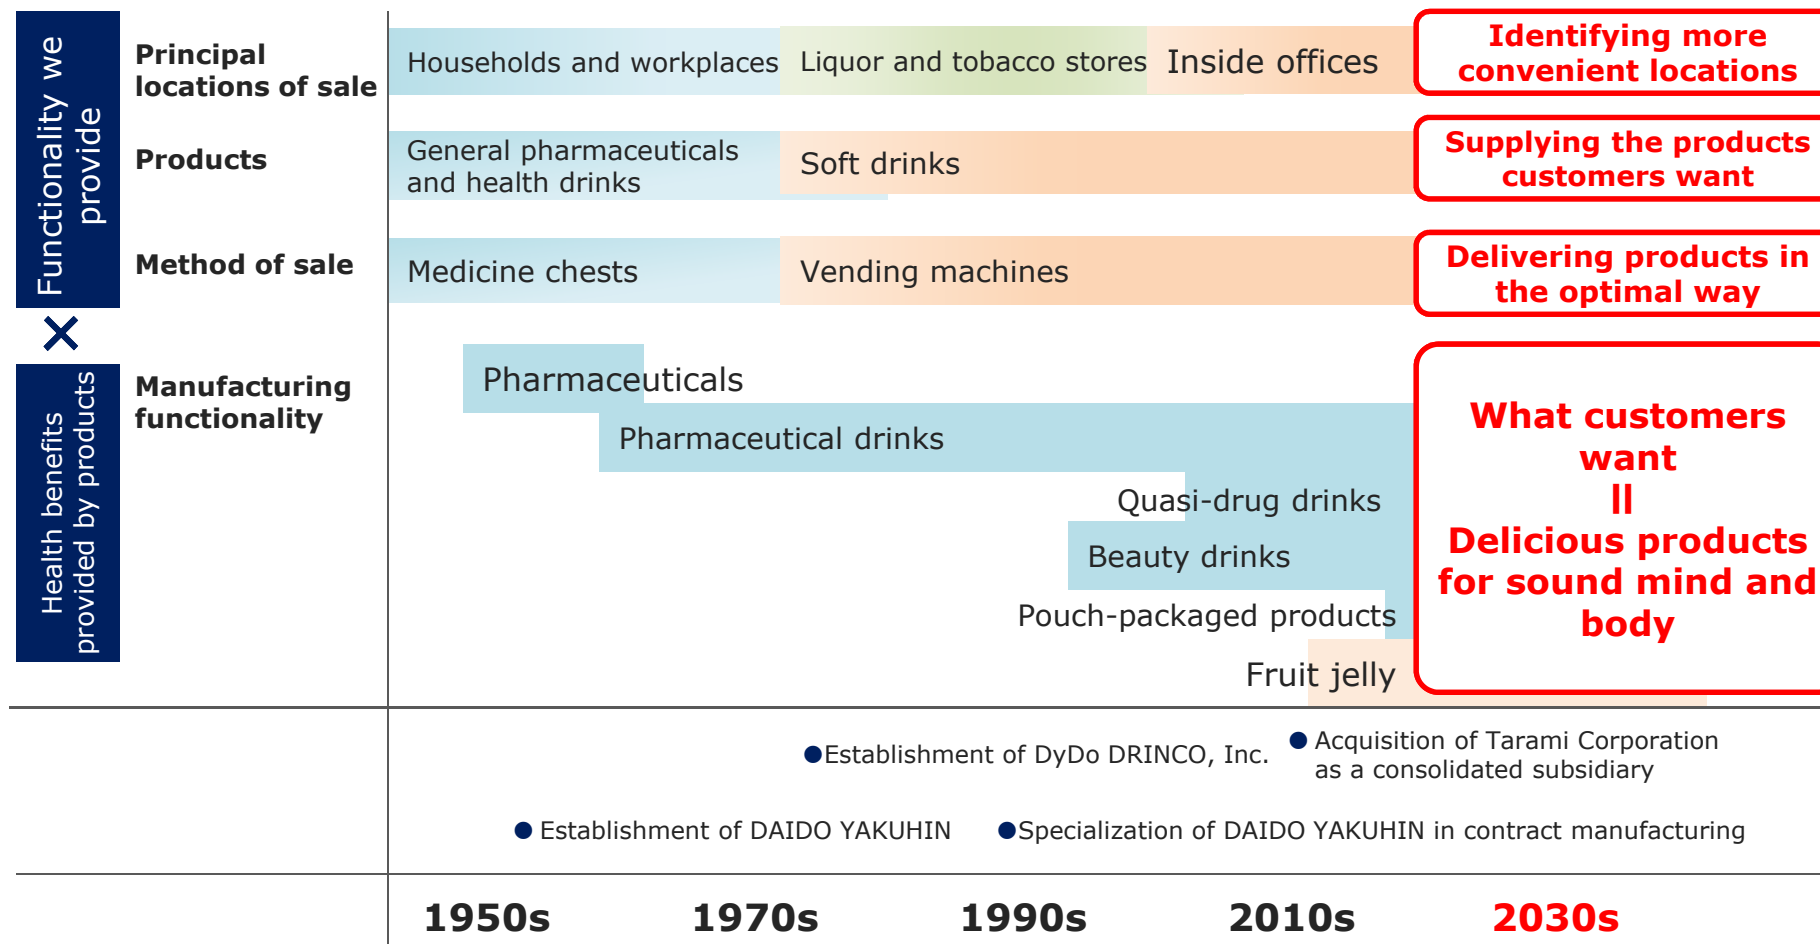 Functionality we
provide
Principal
locations of sale
Households and workplaces
Liquor and tobacco stores
Inside offices
Identifying more
convenient locations
Products
General pharmaceuticals
and health drinks
Soft drinks
Supplying the products
customers want
Method of sale
Medicine chests
Vending machines
Delivering products in
the optimal way
×
Health benefits
provided by products
Manufacturing
functionality
Pharmaceuticals
Pharmaceutical drinks
Quasi-drug drinks
Beauty drinks
Pouch-packaged products
Fruit jelly
What customers
want
II
Delicious products
for sound mind and
body
●Establishment of DyDo DRINCO, Inc.
● Acquisition of Tarami Corporation
as a consolidated subsidiary
● Establishment of DAIDO YAKUHIN
●Specialization of DAIDO YAKUHIN in contract manufacturing
1950s
1970s
1990s
2010s
2030s